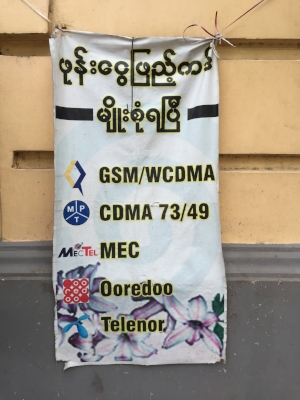 ဖုန်းငွေဖြည့်ကဒ်
မျိုးစုံရပြီ
GSM/WCDMA
MPT
CDMA 73/49
MECTEL
MEC
Ooredoo
Telenor